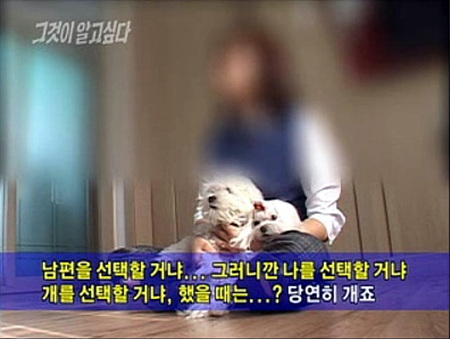 그것이 알고싶다
남편을 선택할 거냐... 그러니깐 나를 선택할 거냐
개를 선택할 거냐, 했을 때는...? 당연히 개죠